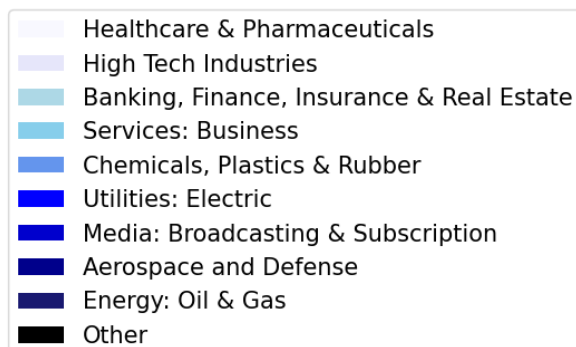 Healthcare & Pharmaceuticals
High Tech Industries
Banking, Finance, Insurance & Real Estate
Services: Business
Chemicals, Plastics & Rubber
Utilities: Electric
Media: Broadcasting & Subscription
Aerospace and Defense
Energy: Oil & Gas
Other